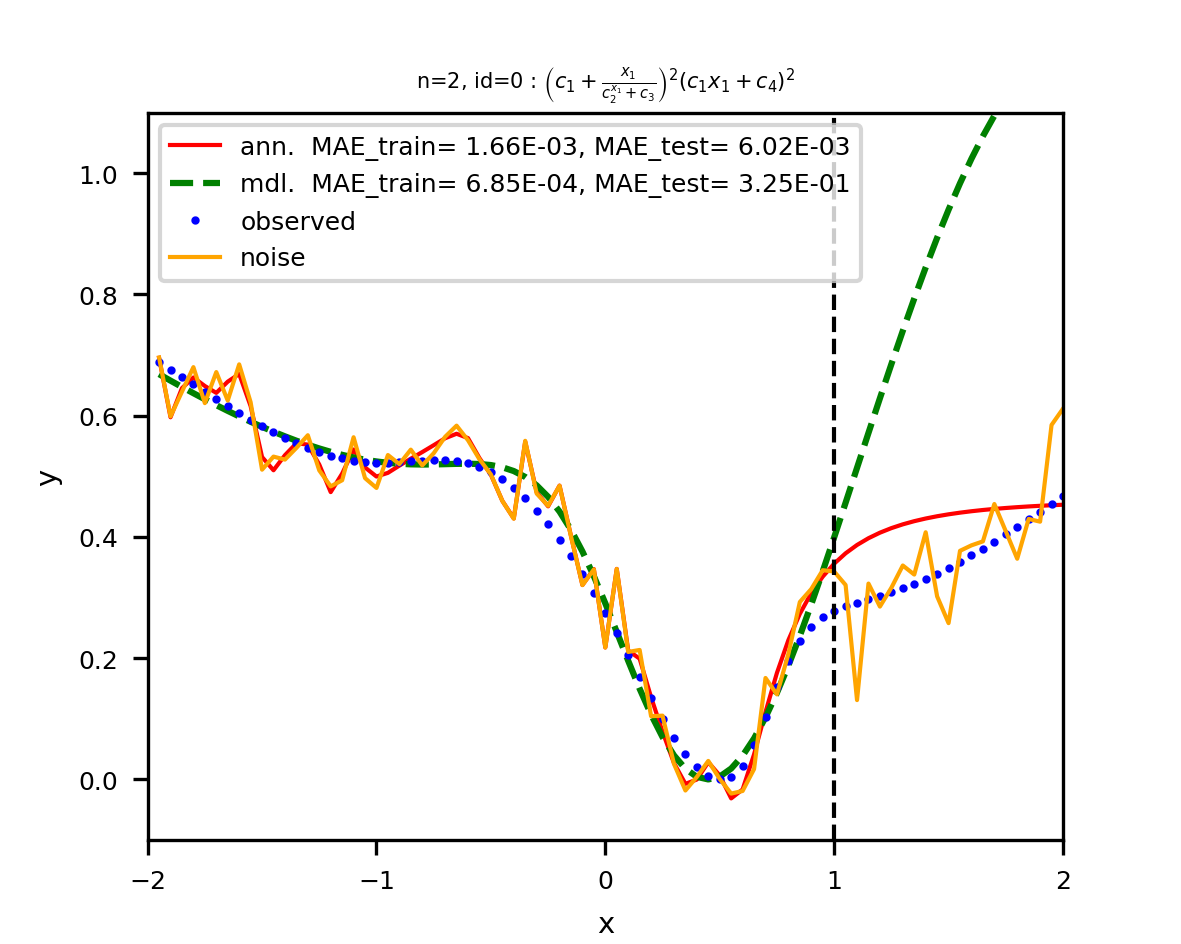 n=2, id=0 : $\left(c_1 + \frac{x_1}{c_2^{x_1} + c_3}\right)^2 (c_1 x_1 + c_4)^2$
ann.  MAE_train= 1.66E-03, MAE_test= 6.02E-03
mdl.  MAE_train= 6.85E-04, MAE_test= 3.25E-01
observed
noise
y
1.0
0.8
0.6
0.4
0.2
0.0
−2 −1 0 1 2
x